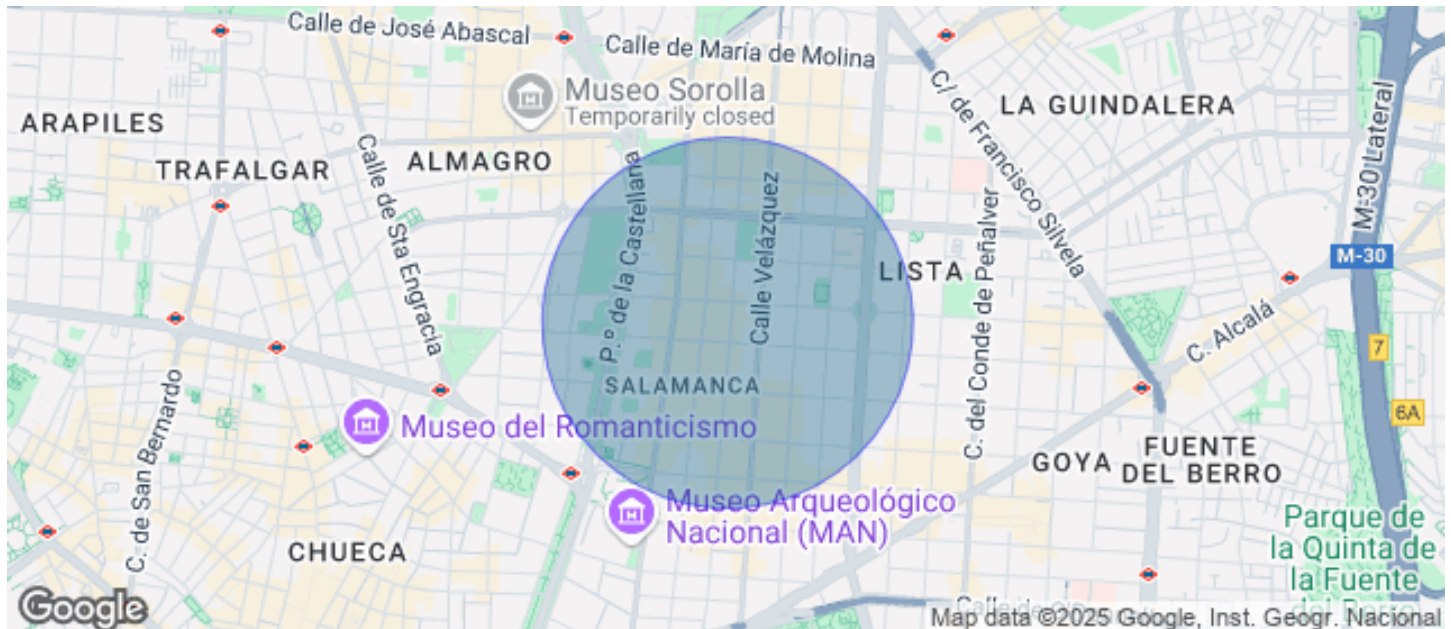 Calle de José Abascal
Calle de María de Molina
Museo Sorolla
Temporarily closed
C/ de Francisco Silvela
LA GUINDALERA
M-30 Lateral
ARAPILES
TRAFALGAR
ALMAGRO
Calle de Sta Engracia
P.º de la Castellana
Calle Velázquez
LISTA
C. del Conde de Peñalver
M-30
C. Alcalá
7
6A
SALAMANCA
C. de San Bernardo
Museo del Romanticismo
GOYA
FUENTE
DEL BERRO
Museo Arqueológico
Nacional (MAN)
CHUECA
Parque de
la Quinta de
la Fuente
Google
Map data ©2025 Google, Inst. Geogr. Nacional